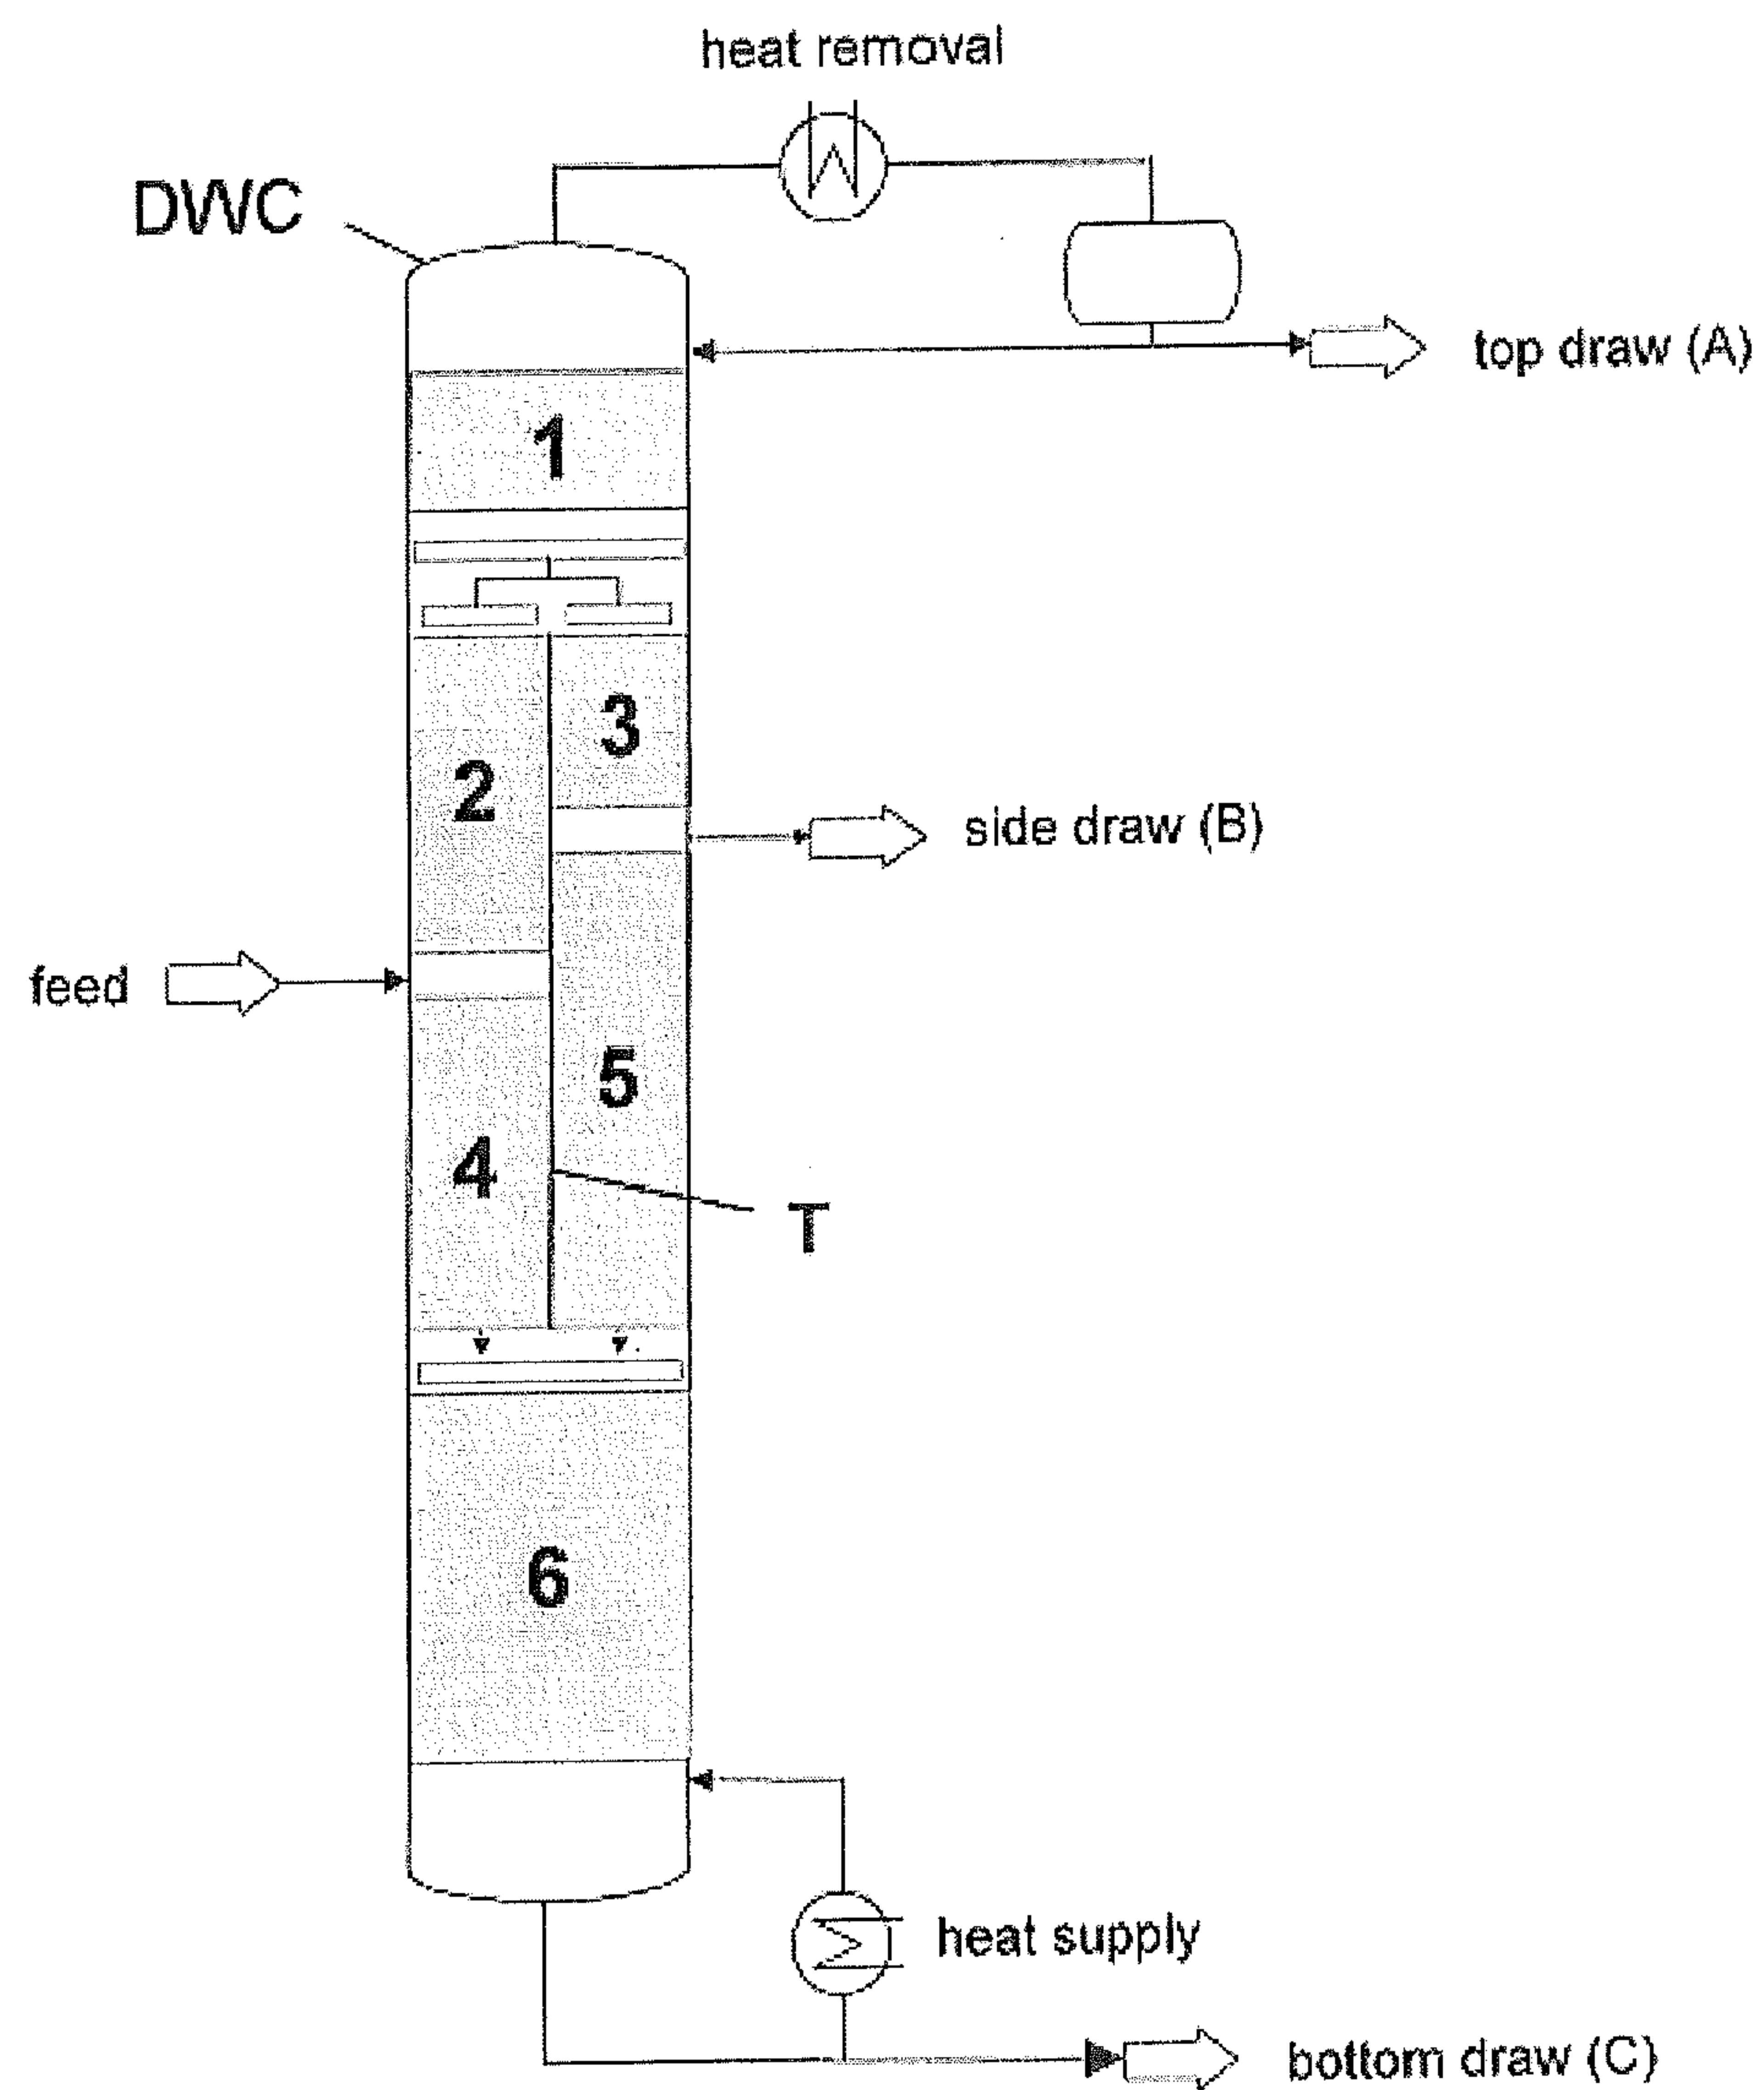 heat removal
DWC
top draw (A)
1
3
2
side draw (B)
feed
5
4
T
6
heat supply
bottom draw (C)